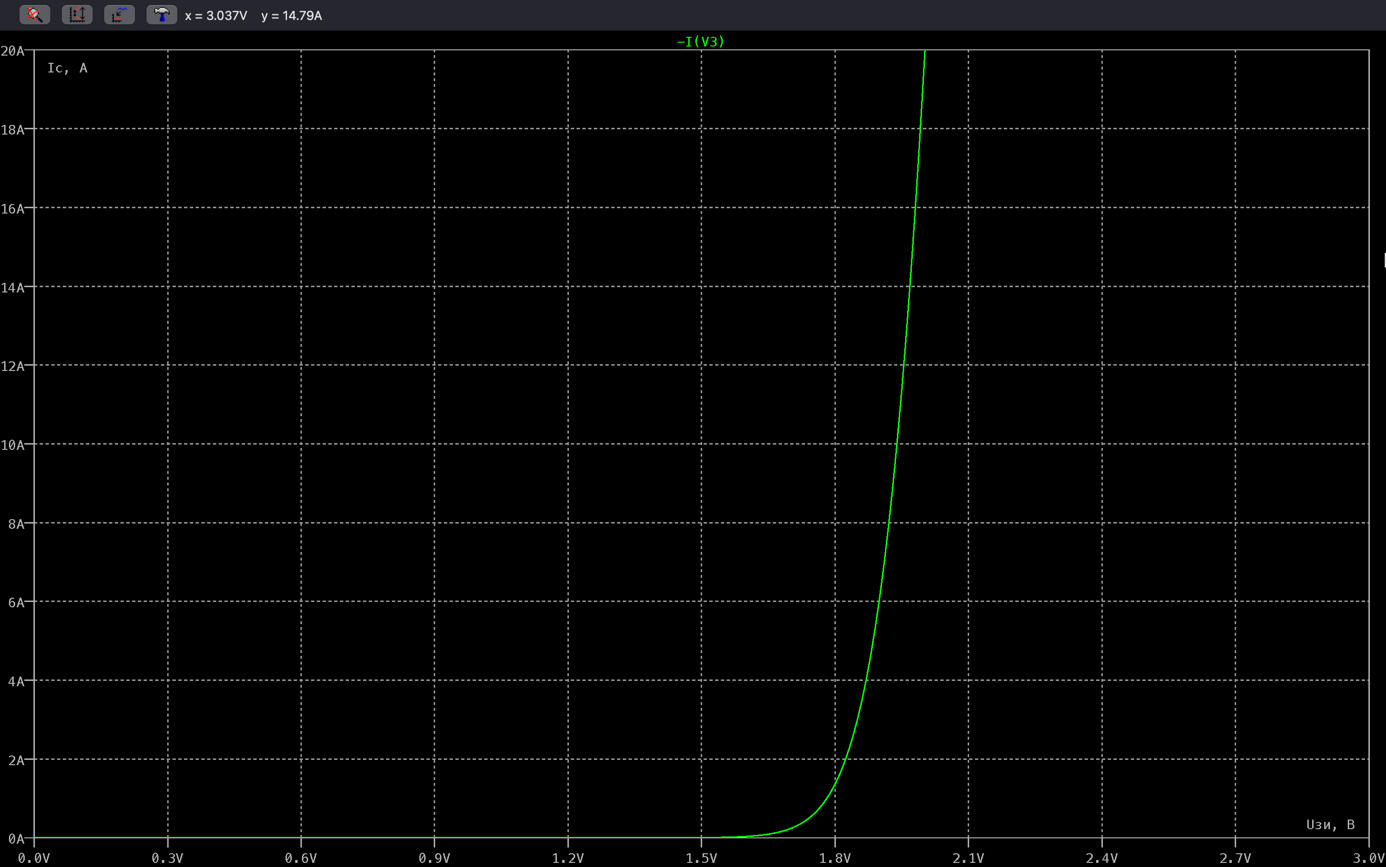 x = 3.037V y = 14.79A
–I(V3)
20A
Ic, A
18A
16A
14A
12A
10A
8A
6A
4A
2A
Uзи, В
0A
0.0V 0.3V 0.6V 0.9V 1.2V 1.5V 1.8V 2.1V 2.4V 2.7V 3.0V